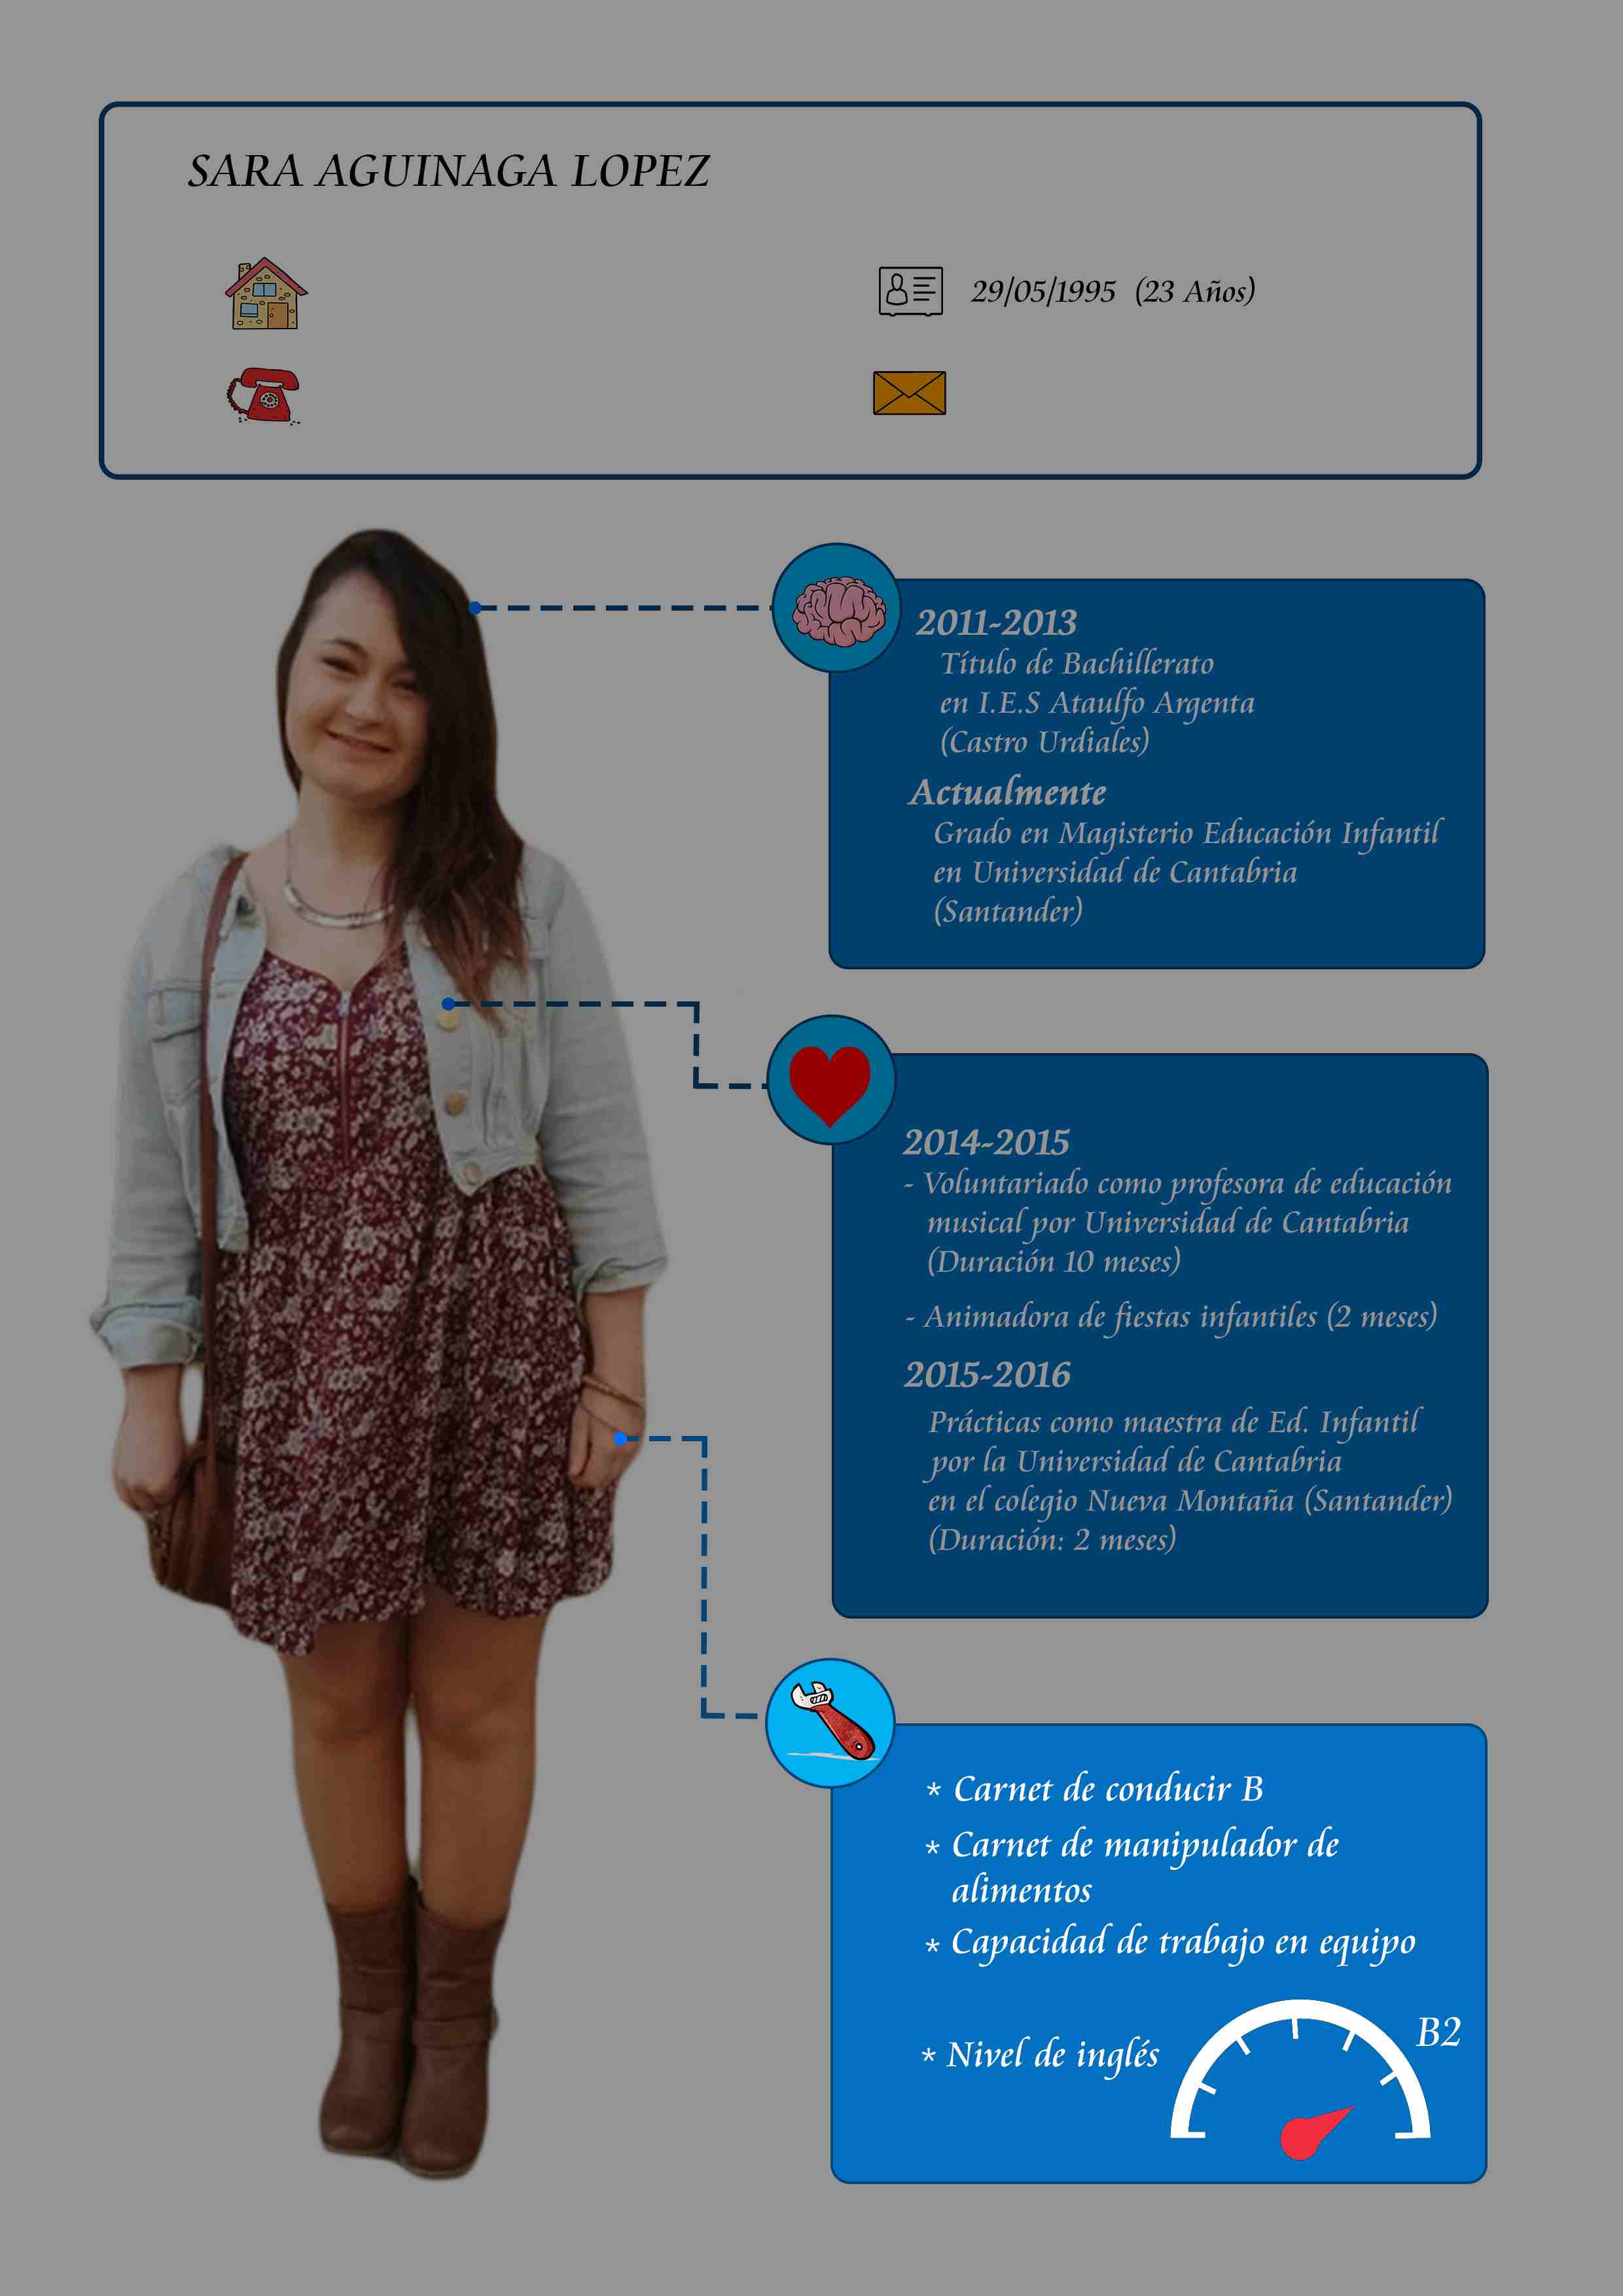 SARA AGUINAGA LOPEZ
29/05/1995 (23 Años)
2011-2013
Título de Bachillerato
en I.E.S Ataulfo Argenta
(Castro Urdiales)
Actualmente
Grado en Magisterio Educación Infantil
en Universidad de Cantabria
(Santander)
2014-2015
- Voluntariado como profesora de educación
musical por Universidad de Cantabria
(Duración 10 meses)
- Animadora de fiestas infantiles (2 meses)
2015-2016
Prácticas como maestra de Ed. Infantil
por la Universidad de Cantabria
en el colegio Nueva Montaña (Santander)
(Duración: 2 meses)
* Carnet de conducir B
* Carnet de manipulador de
alimentos
* Capacidad de trabajo en equipo
* Nivel de inglés
B2